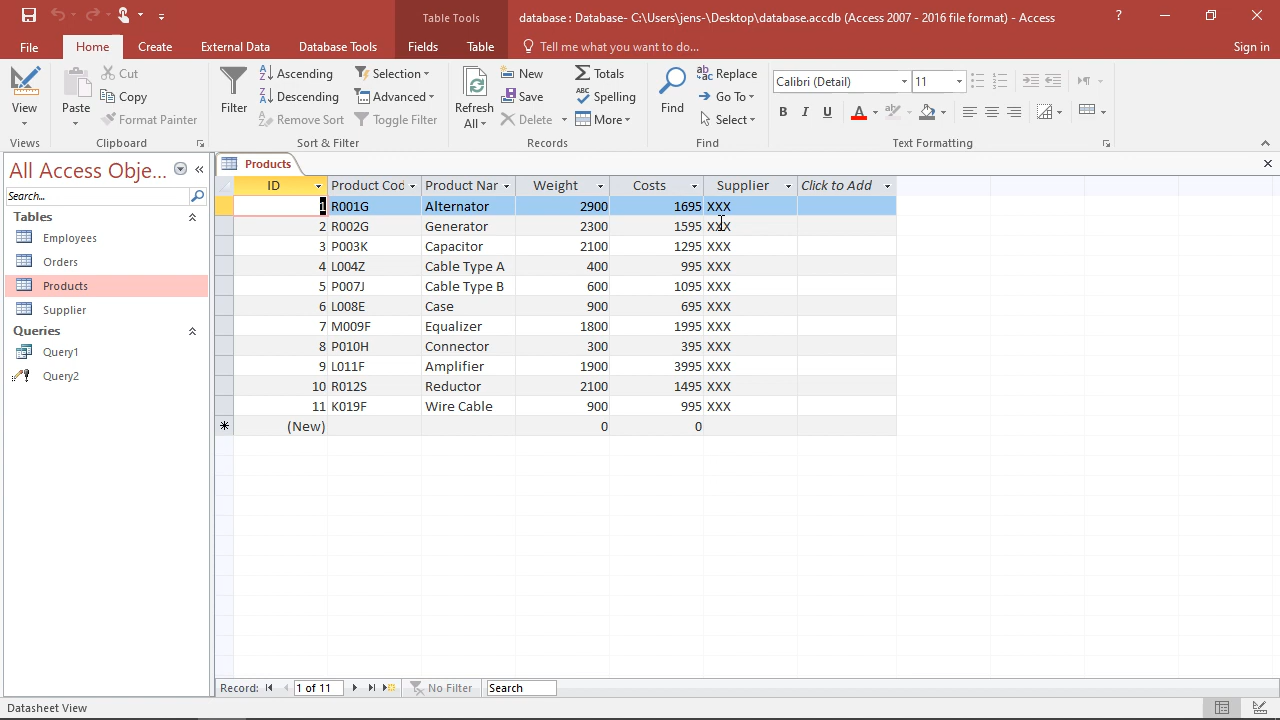 Table Tools
database : Database- C:\Users\jens-\Desktop\database.accdb (Access 2007 - 2016 file format) - Access
?
File Home Create External Data Database Tools Fields Table Tell me what you want to do... Sign in
View
Views
Paste
Cut
Copy
Format Painter
Clipboard
Filter
Ascending
Descending
Remove Sort
Selection
Advanced
Toggle Filter
Sort & Filter
Refresh
All
New
Save
Delete
Totals
Spelling
More
Records
Find
Replace
Go To
Select
Find
Calibri (Detail) 11
B I U A
Text Formatting
All Access Obje...
Search...
Tables
Employees
Orders
Products
Supplier
Queries
Query1
Query2
Products
ID Product Cod Product Nar Weight Costs Supplier Click to Add
1 R001G Alternator 2900 1695 XXX
2 R002G Generator 2300 1595 XXX
3 P003K Capacitor 2100 1295 XXX
4 L004Z Cable Type A 400 995 XXX
5 P007J Cable Type B 600 1095 XXX
6 L008E Case 900 695 XXX
7 M009F Equalizer 1800 1995 XXX
8 P010H Connector 300 395 XXX
9 L011F Amplifier 1900 3995 XXX
10 R012S Reductor 2100 1495 XXX
11 K019F Wire Cable 900 995 XXX
(New) 0 0
Record: 1 of 11 No Filter Search
Datasheet View